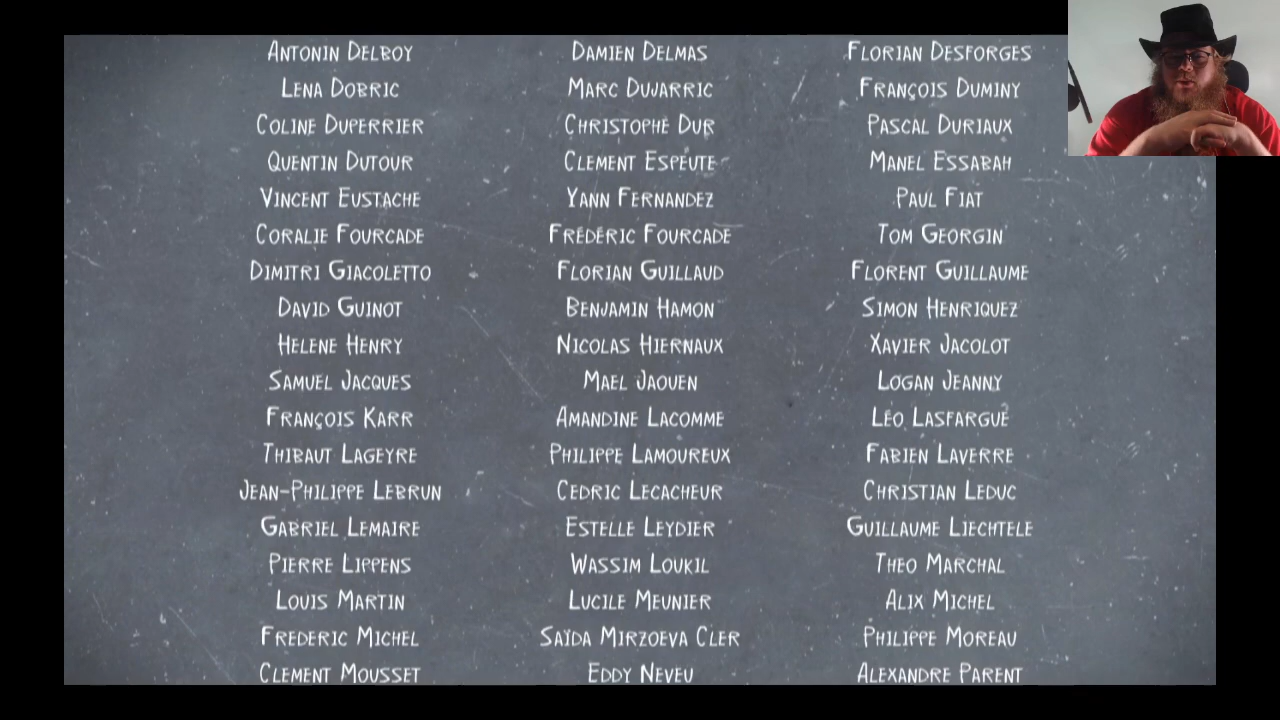 Antonin Delboy Damien Delmas Florian Desforges
Lena Dobric Marc Dujarric François Duminy
Coline Duperrier Christophe Dur Pascal Duriaux
Quentin Dutour Clement Espeute Manel Essabah
Vincent Eustache Yann Fernandez Paul Fiat
Coralie Fourcade Fréderic Fourcade Tom Georgin
Dimitri Giacoletto Florian Guillaud Florent Guillaume
David Guinot Benjamin Hamon Simon Henriquez
Helene Henry Nicolas Hiernaux Xavier Jacolot
Samuel Jacques Mael Jaouen Logan Jeanny
François Karr Amandine Lacomme Léo Lasfargue
Thibaut Lageyre Philippe Lamoureux Fabien Laverre
Jean-Philippe Lebrun Cedric Lecacheur Christian Leduc
Gabriel Lemaire Estelle Leydier Guillaume Liechtele
Pierre Lippens Wassim Loukil Theo Marchal
Louis Martin Lucile Meunier Alix Michel
Frederic Michel Saïda Mirzoeva Cler Philippe Moreau
Clement Mousset Eddy Neveu Alexandre Parent